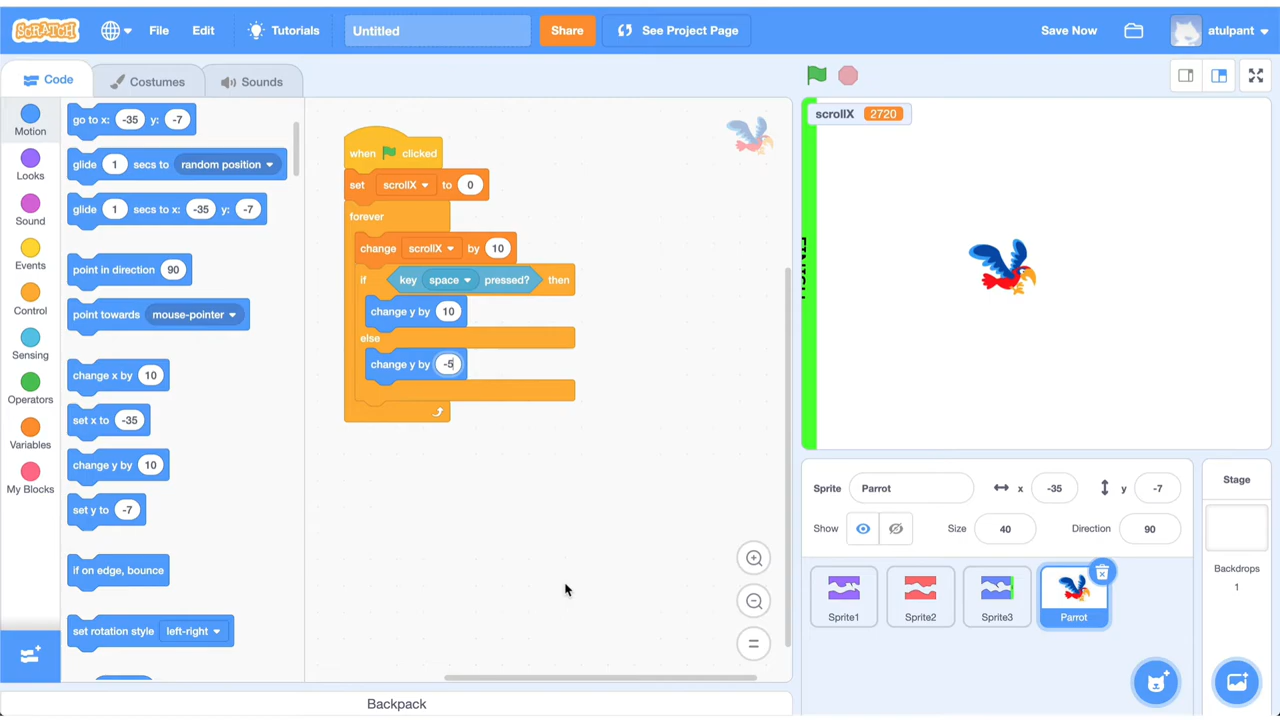 SCRATCH File Edit Tutorials Untitled Share See Project Page Save Now atulpant
Code Costumes Sounds
Motion
Looks
Sound
Events
Control
Sensing
Operators
Variables
My Blocks
go to x: -35 y: -7
glide 1 secs to random position
glide 1 secs to x: -35 y: -7
point in direction 90
point towards mouse-pointer
change x by 10
set x to -35
change y by 10
set y to -7
if on edge, bounce
set rotation style left-right
when clicked
set scrollX to 0
forever
change scrollX by 10
if key space pressed? then
change y by 10
else
change y by -5
Backpack
scrollX 2720
FINISH
Sprite Parrot x -35 y -7
Show Size 40 Direction 90
Sprite1 Sprite2 Sprite3 Parrot
Stage
Backdrops
1